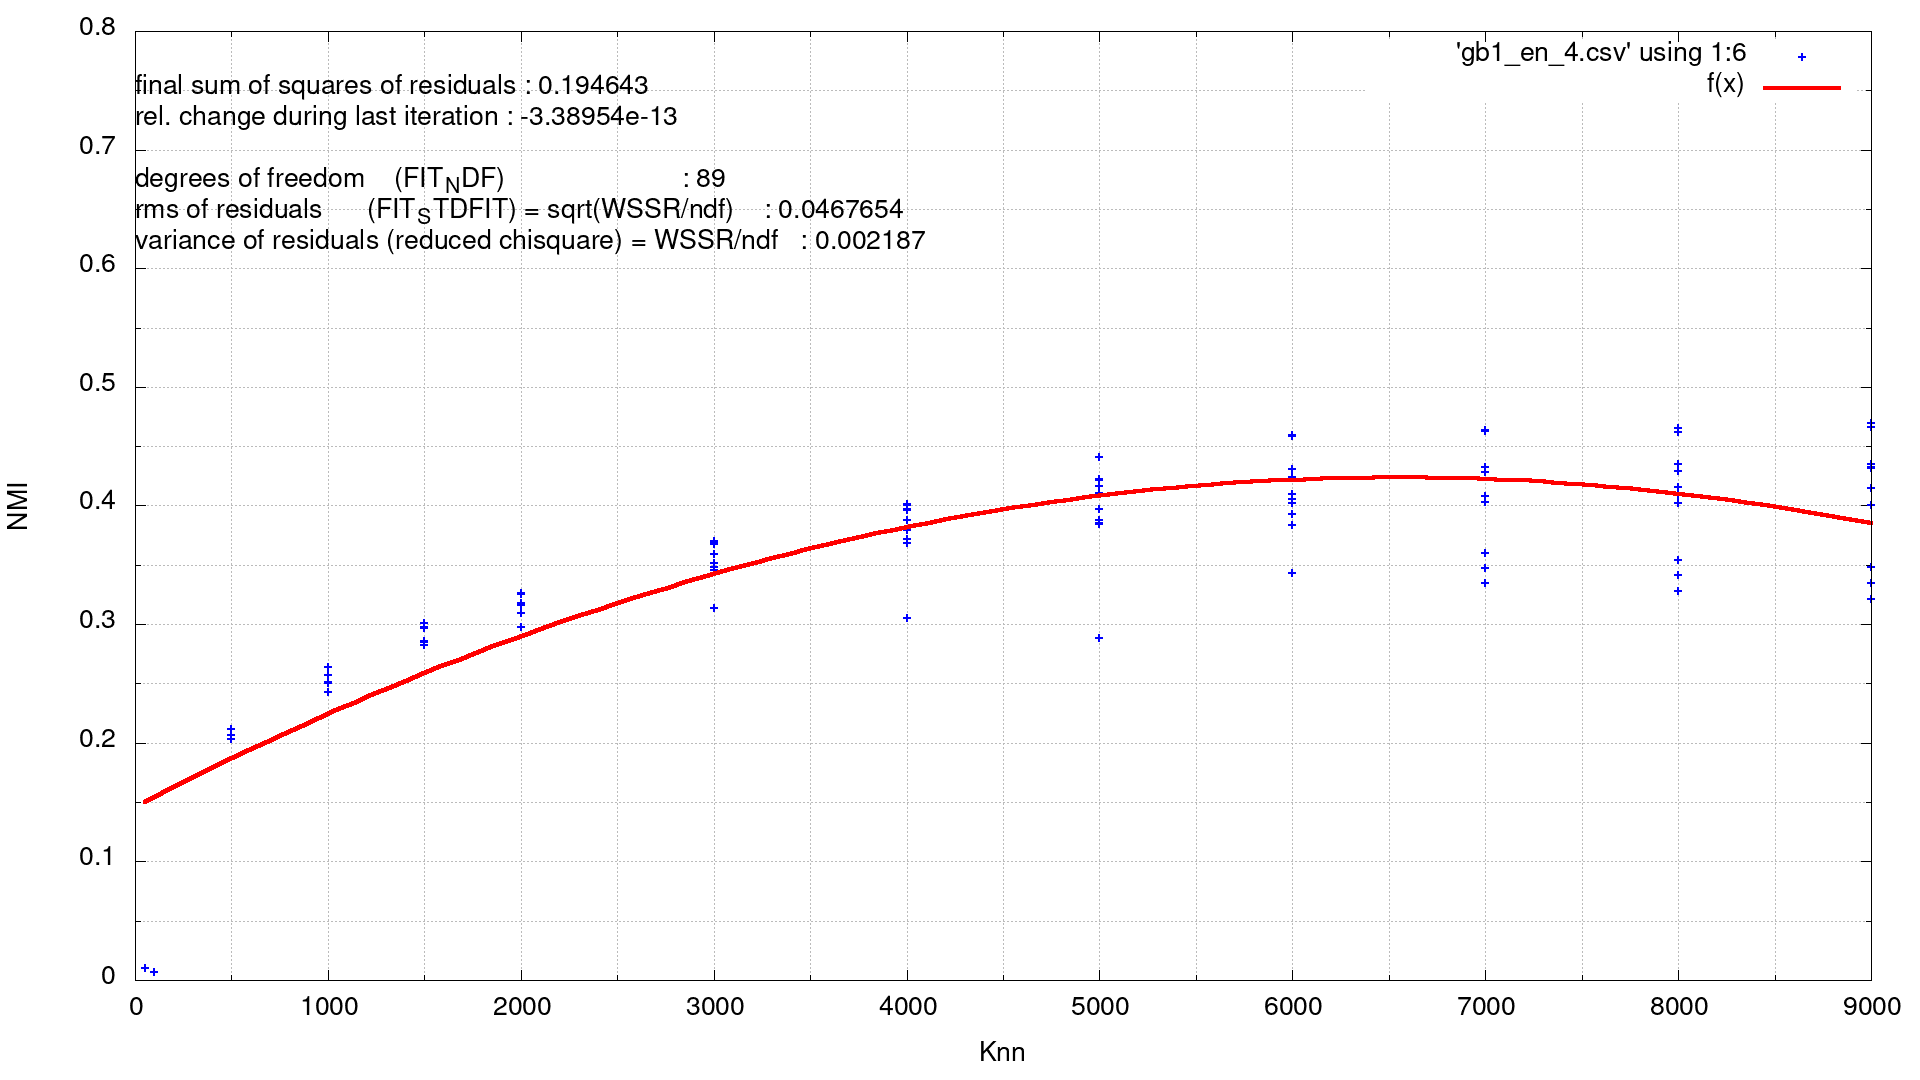 0.8
'gb1_en_4.csv' using 1:6
f(x)
final sum of squares of residuals : 0.194643
rel. change during last iteration : -3.38954e-13
0.7
degrees of freedom (FIT_NDF) : 89
rms of residuals (FIT_STDFIT) = sqrt(WSSR/ndf) : 0.0467654
variance of residuals (reduced chisquare) = WSSR/ndf : 0.002187
0.6
0.5
NMI
0.4
0.3
0.2
0.1
0
0 1000 2000 3000 4000 5000 6000 7000 8000 9000
Knn